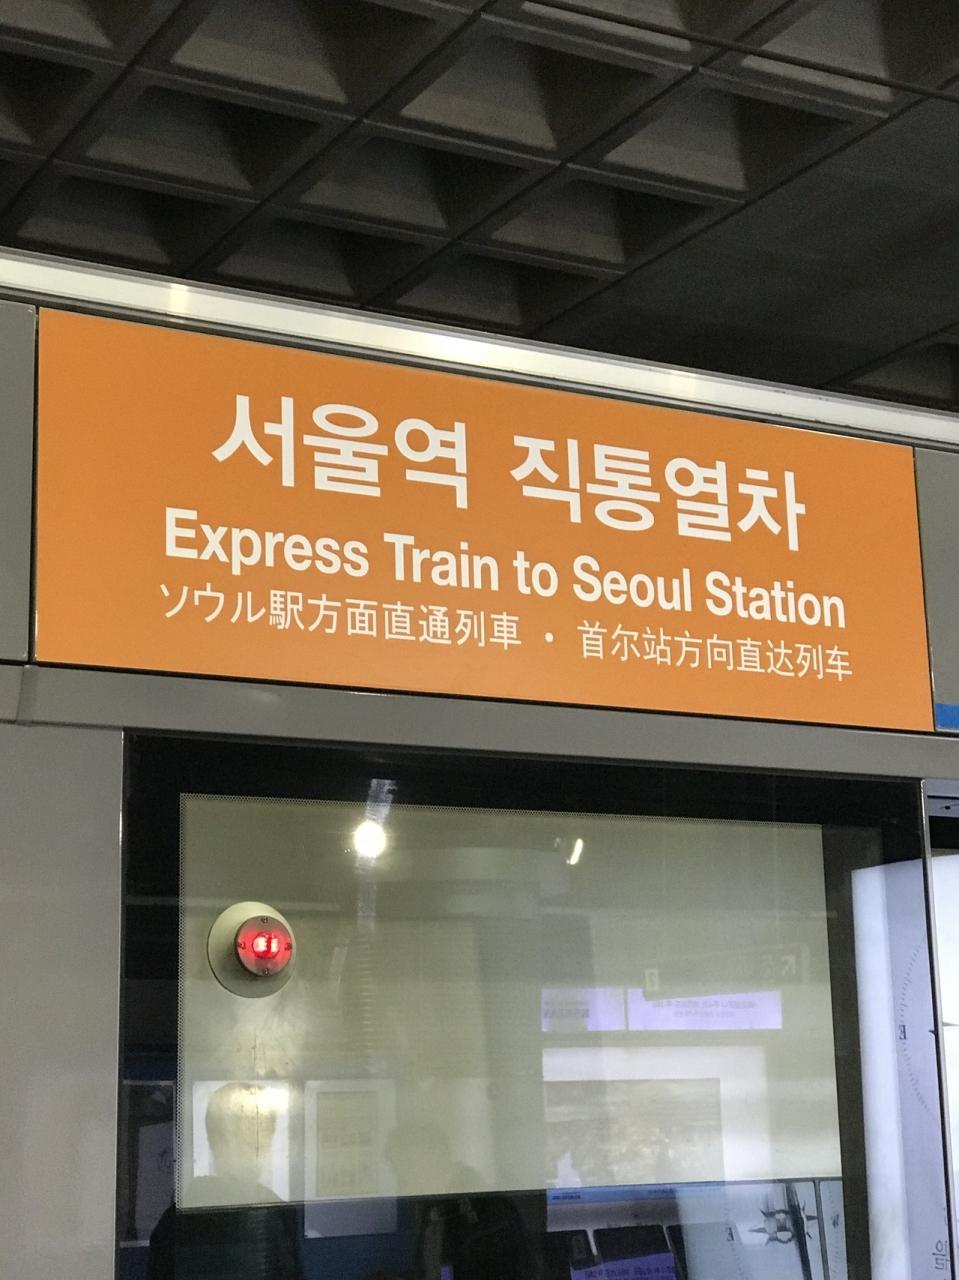 서울역 직통열차
Express Train to Seoul Station
ソウル駅方面直通列車 · 首尔站方向直达列车
E